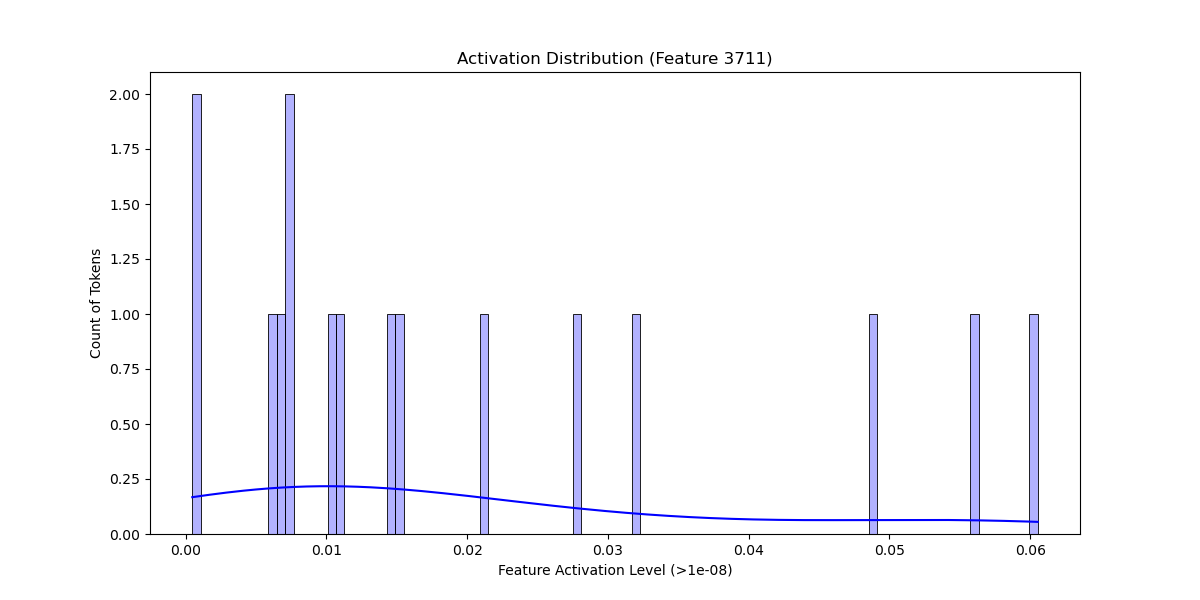 Activation Distribution (Feature 3711)
2.00
1.75
1.50
1.25
1.00
0.75
0.50
0.25
0.00
Count of Tokens
0.00 0.01 0.02 0.03 0.04 0.05 0.06
Feature Activation Level (>1e-08)